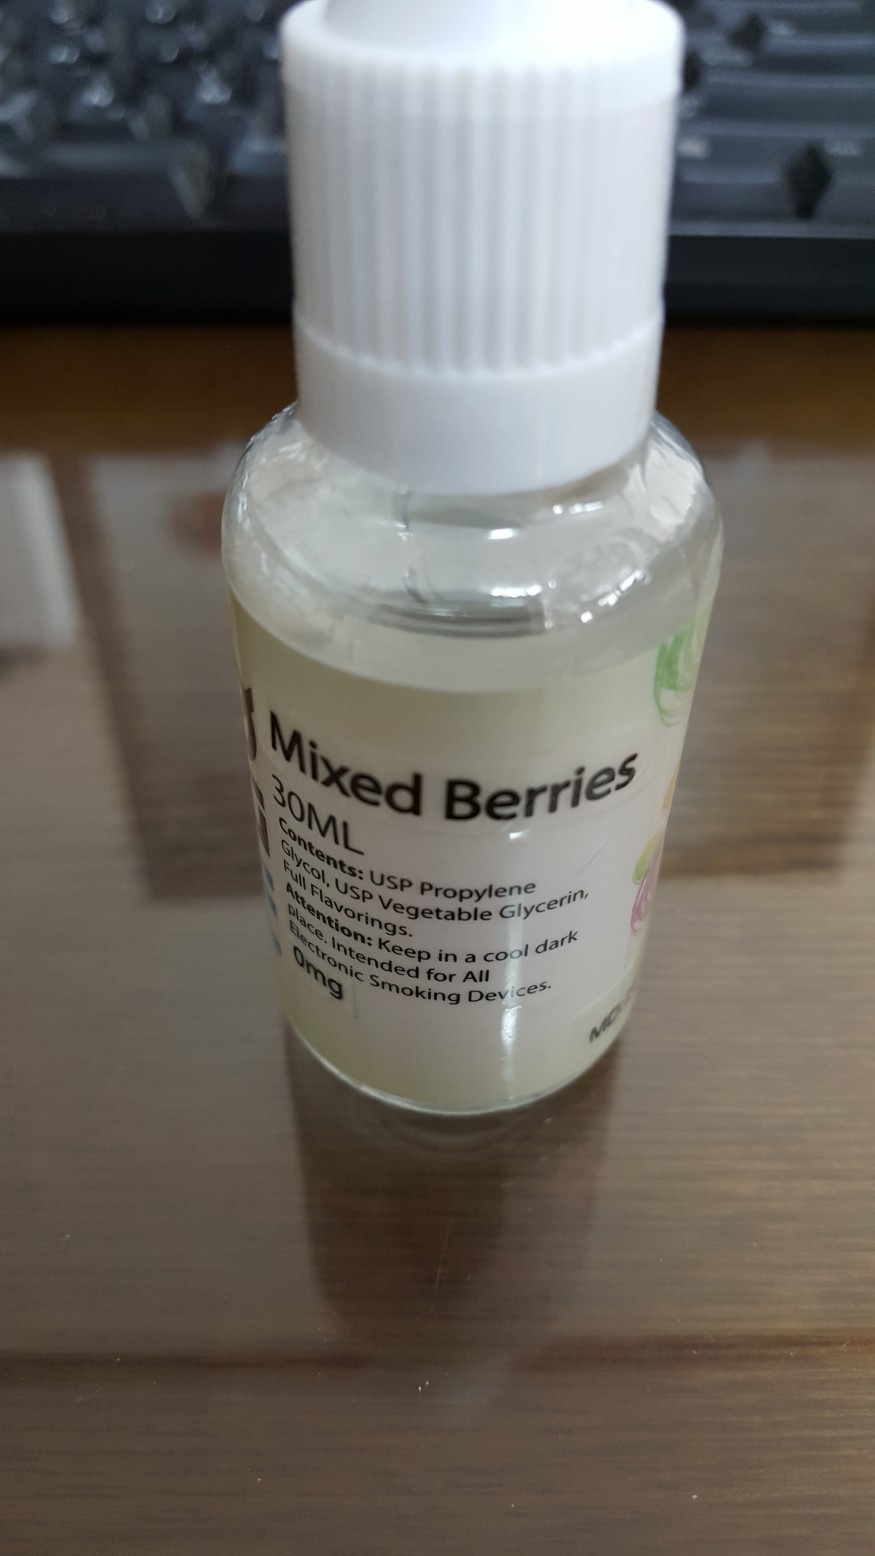 Mixed Berries
30ML
Contents: USP Propylene
Glycol, USP Vegetable Glycerin,
Full Flavorings.
Attention: Keep in a cool dark
place. Intended for All
Electronic Smoking Devices.
0mg